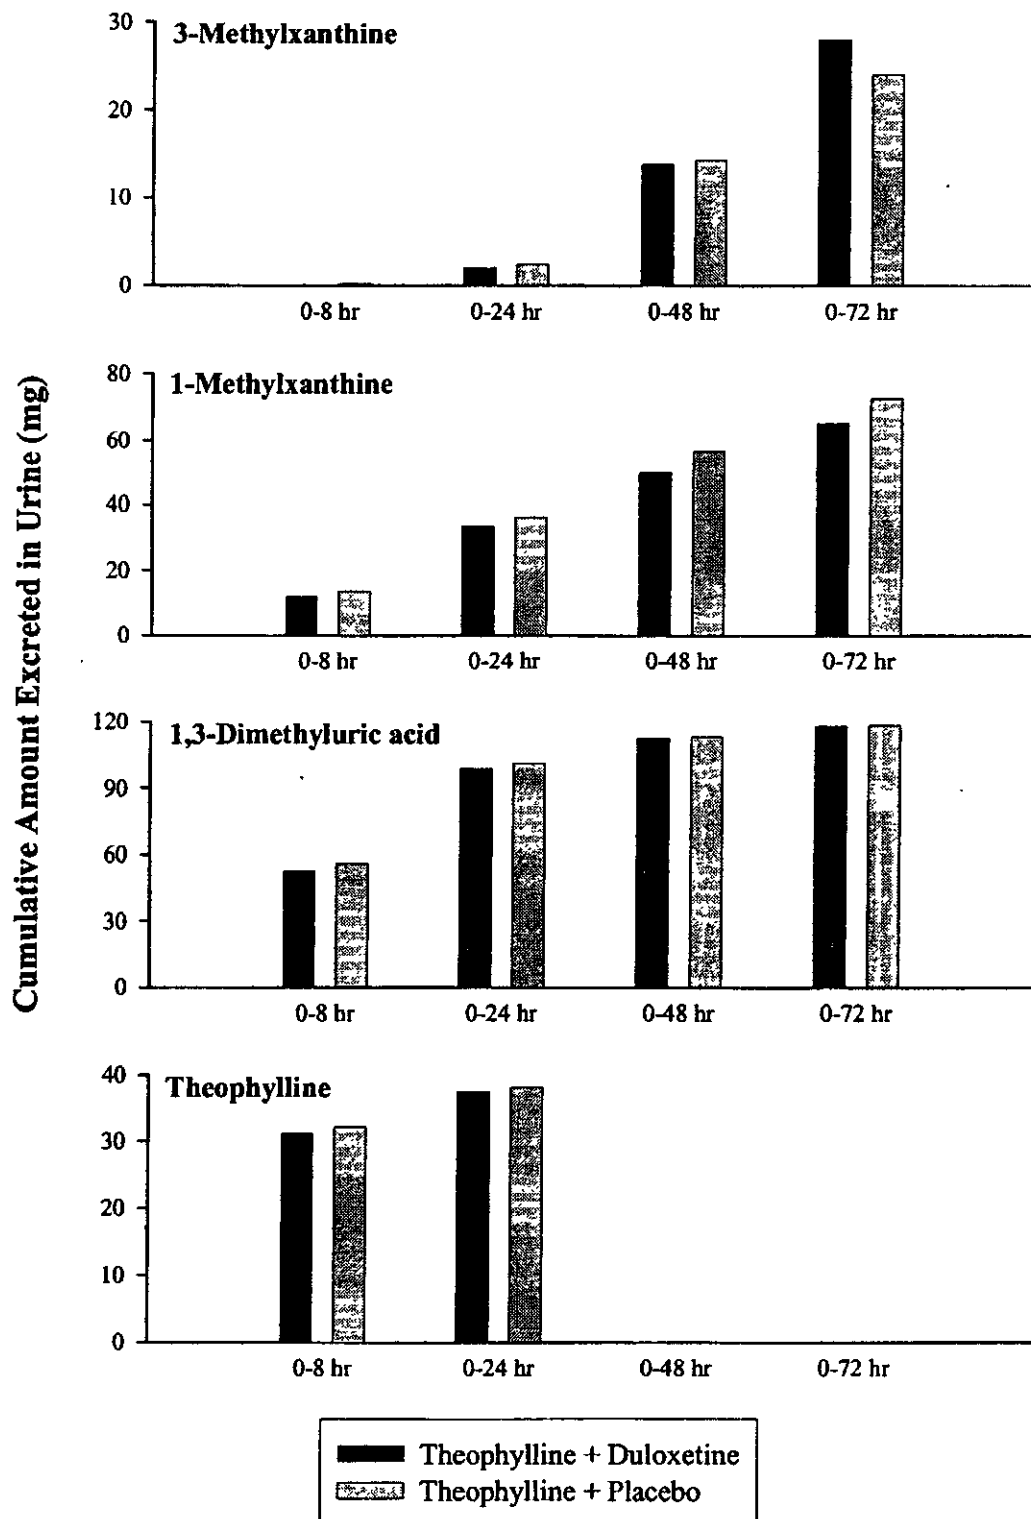 Cumulative Amount Excreted in Urine (mg)
3-Methylxanthine
30
20
10
0
0-8 hr 0-24 hr 0-48 hr 0-72 hr
1-Methylxanthine
80
60
40
20
0
0-8 hr 0-24 hr 0-48 hr 0-72 hr
1,3-Dimethyluric acid
120
90
60
30
0
0-8 hr 0-24 hr 0-48 hr 0-72 hr
Theophylline
40
30
20
10
0
0-8 hr 0-24 hr 0-48 hr 0-72 hr
Theophylline + Duloxetine
Theophylline + Placebo